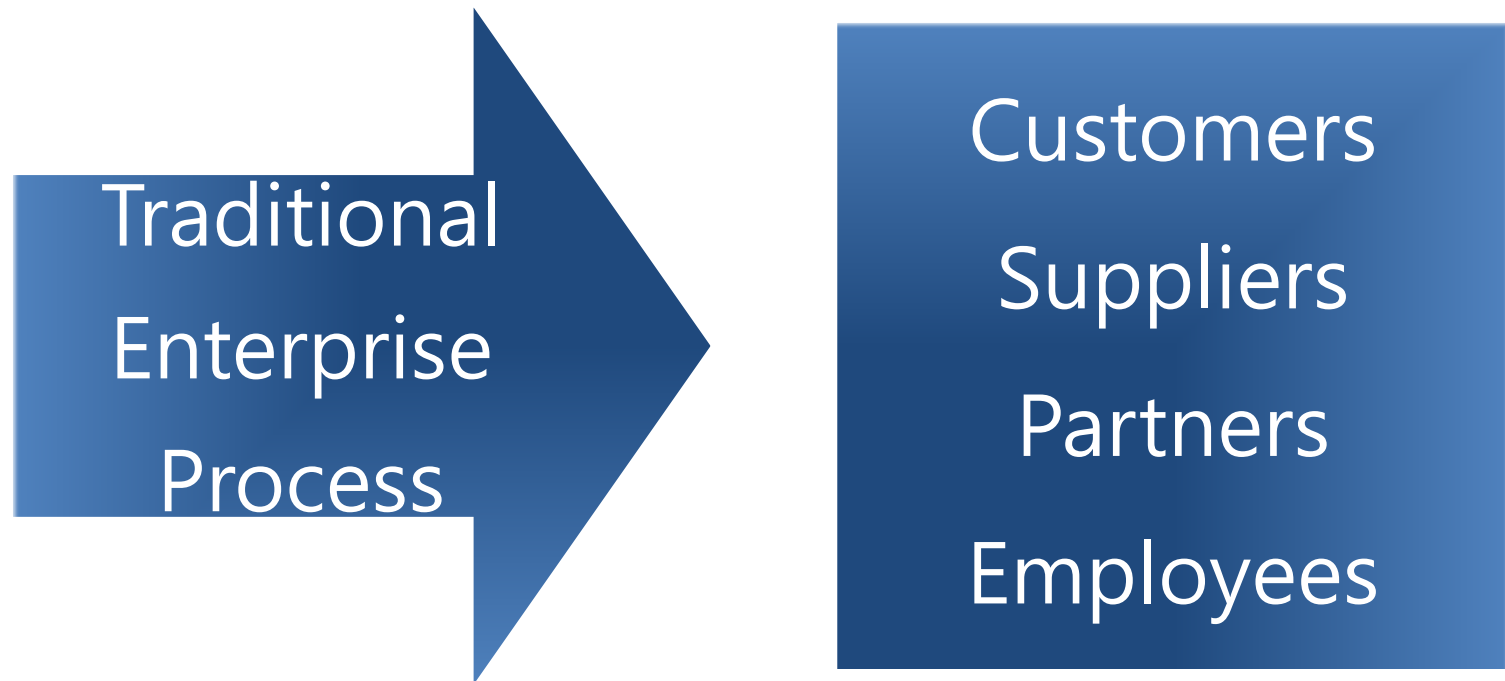 Traditional
Enterprise
Process
Customers
Suppliers
Partners
Employees